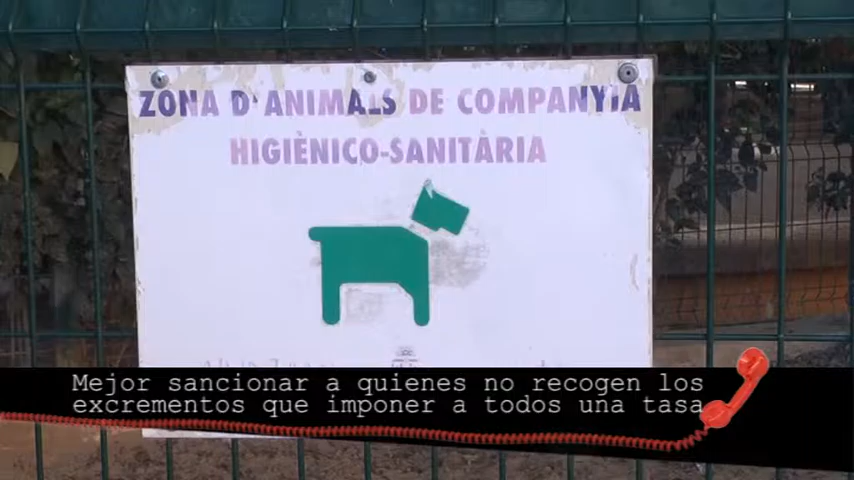 ZONA D'ANIMALS DE COMPANYIA
HIGIÈNICO-SANITÀRIA
Mejor sancionar a quienes no recogen los
excrementos que imponer a todos una tasa